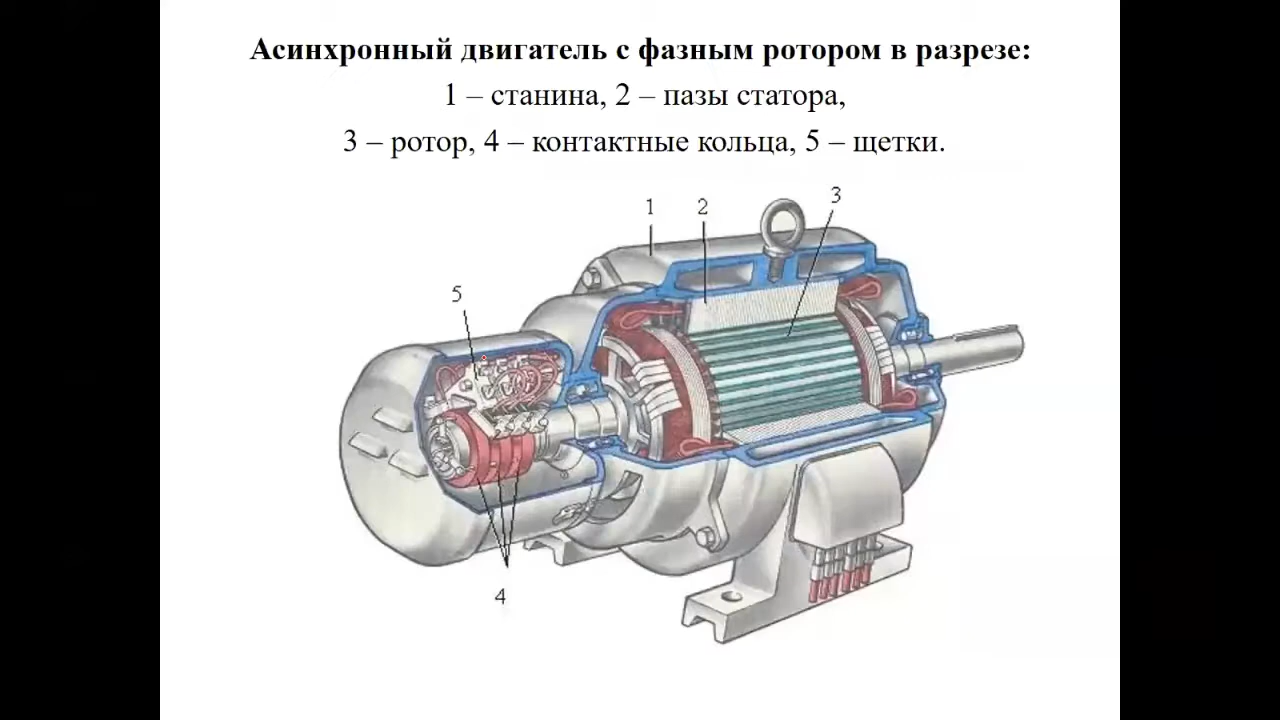 Асинхронный двигатель с фазным ротором в разрезе:
1 – станина, 2 – пазы статора,
3 – ротор, 4 – контактные кольца, 5 – щетки.
3
1
2
5
4